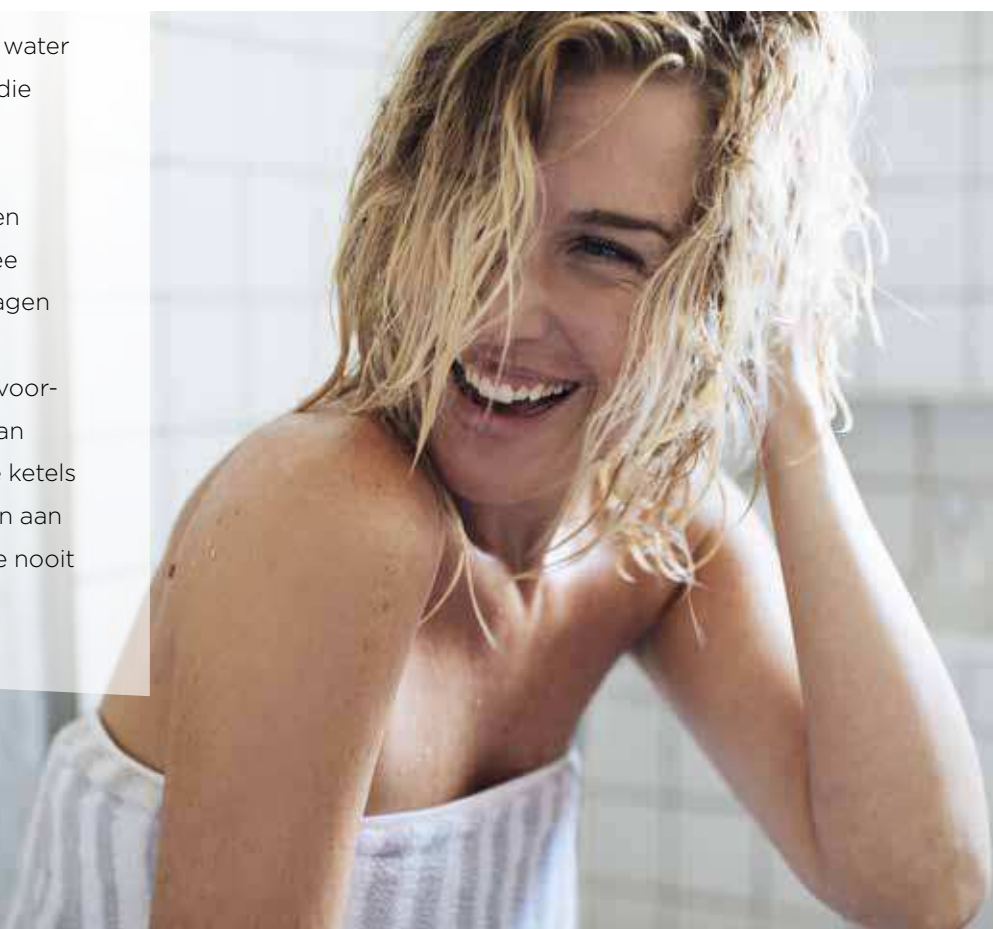 water
die
en
ee
agen
voor-
an
ketels
n aan
e nooit